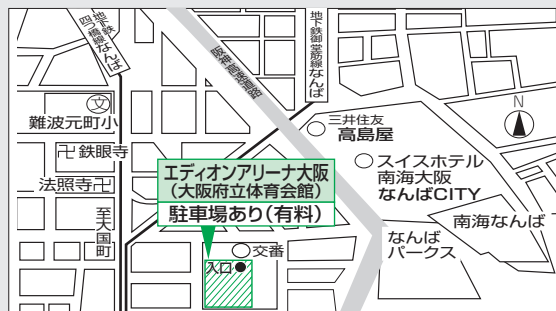 地下鉄
四つ橋線
なんば
阪神高速道路
地下鉄御堂筋線
なんば
N
文
難波元町小
三井住友
高島屋
卍鉄眼寺
スイスホテル
南海大阪
なんばCITY
エディオンアリーナ大阪
(大阪府立体育会館)
法照寺卍
駐車場あり(有料)
南海なんば
至大国町
なんば
パークス
交番
入口